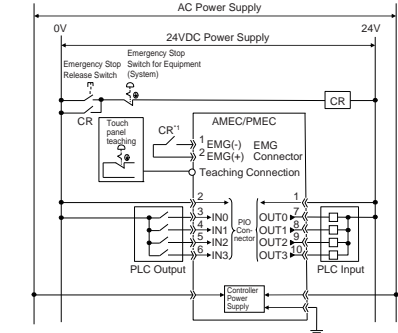 AC Power Supply
0V
24V
24VDC Power Supply
Emergency Stop
Switch for Equipment
(System)
Emergency Stop
Release Switch
CR
CR
AMEC/PMEC
Touch
panel
teaching
CR*1
1
EMG(-)
2
EMG(+)
EMG
Connector
Teaching Connection
2
1
3
IN0
4
IN1
5
IN2
6
IN3
PIO
Con-
nector
OUT0
7
OUT1
8
OUT2
9
OUT3
10
PLC Output
PLC Input
Controller
Power
Supply